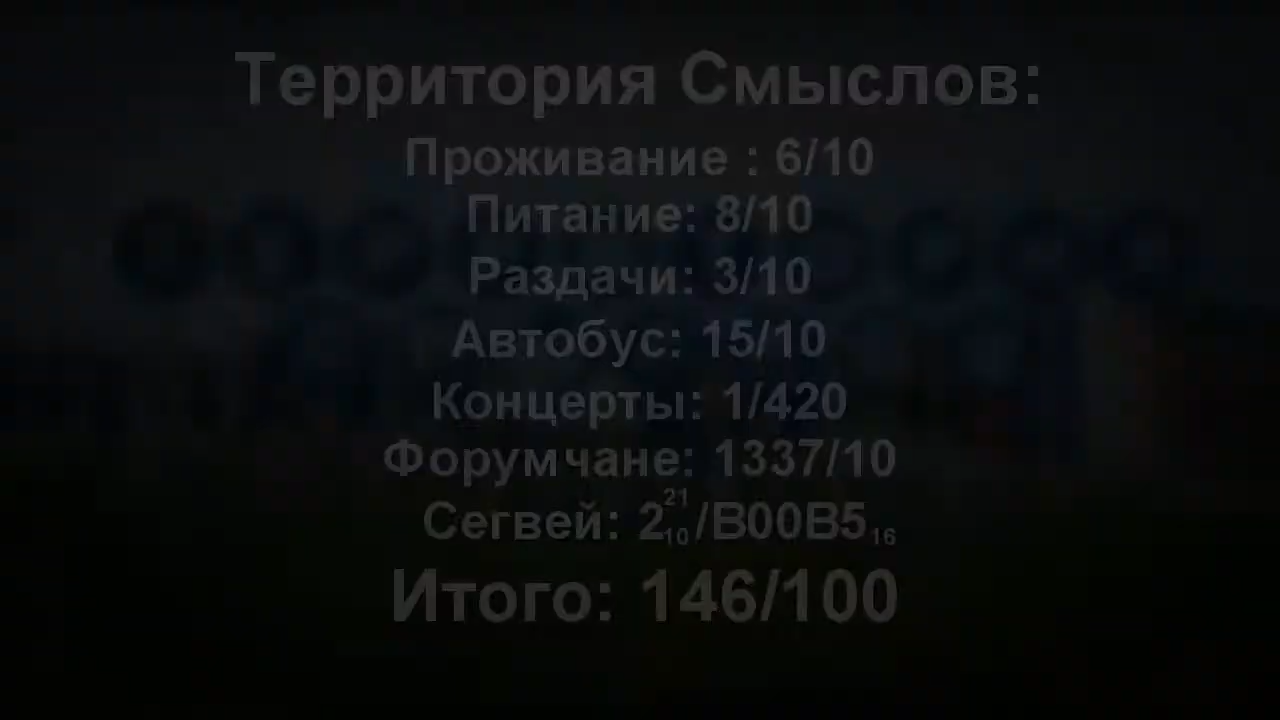 Территория Смыслов:
Проживание : 6/10
Питание: 8/10
Раздачи: 3/10
Автобус: 15/10
Концерты: 1/420
Форумчане: 1337/10
Сегвей: 2²¹₁₀/B00B5₁₆
Итого: 146/100